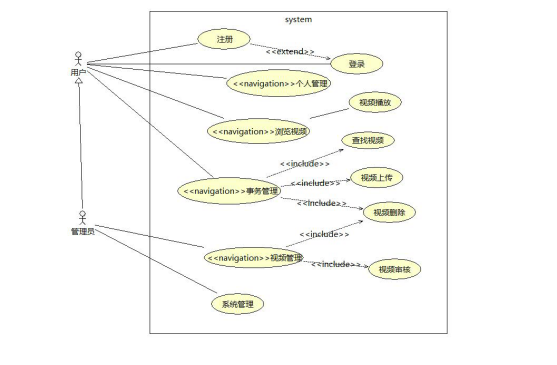 system
注册
<<extend>>
登录
用户
<<navigation>>个人管理
视频播放
<<navigation>>浏览视频
查找视频
<<include>>
视频上传
<<include>>
<<navigation>>事务管理
<<include>>
视频删除
管理员
<<include>>
<<navigation>>视频管理
<<include>>
视频审核
系统管理